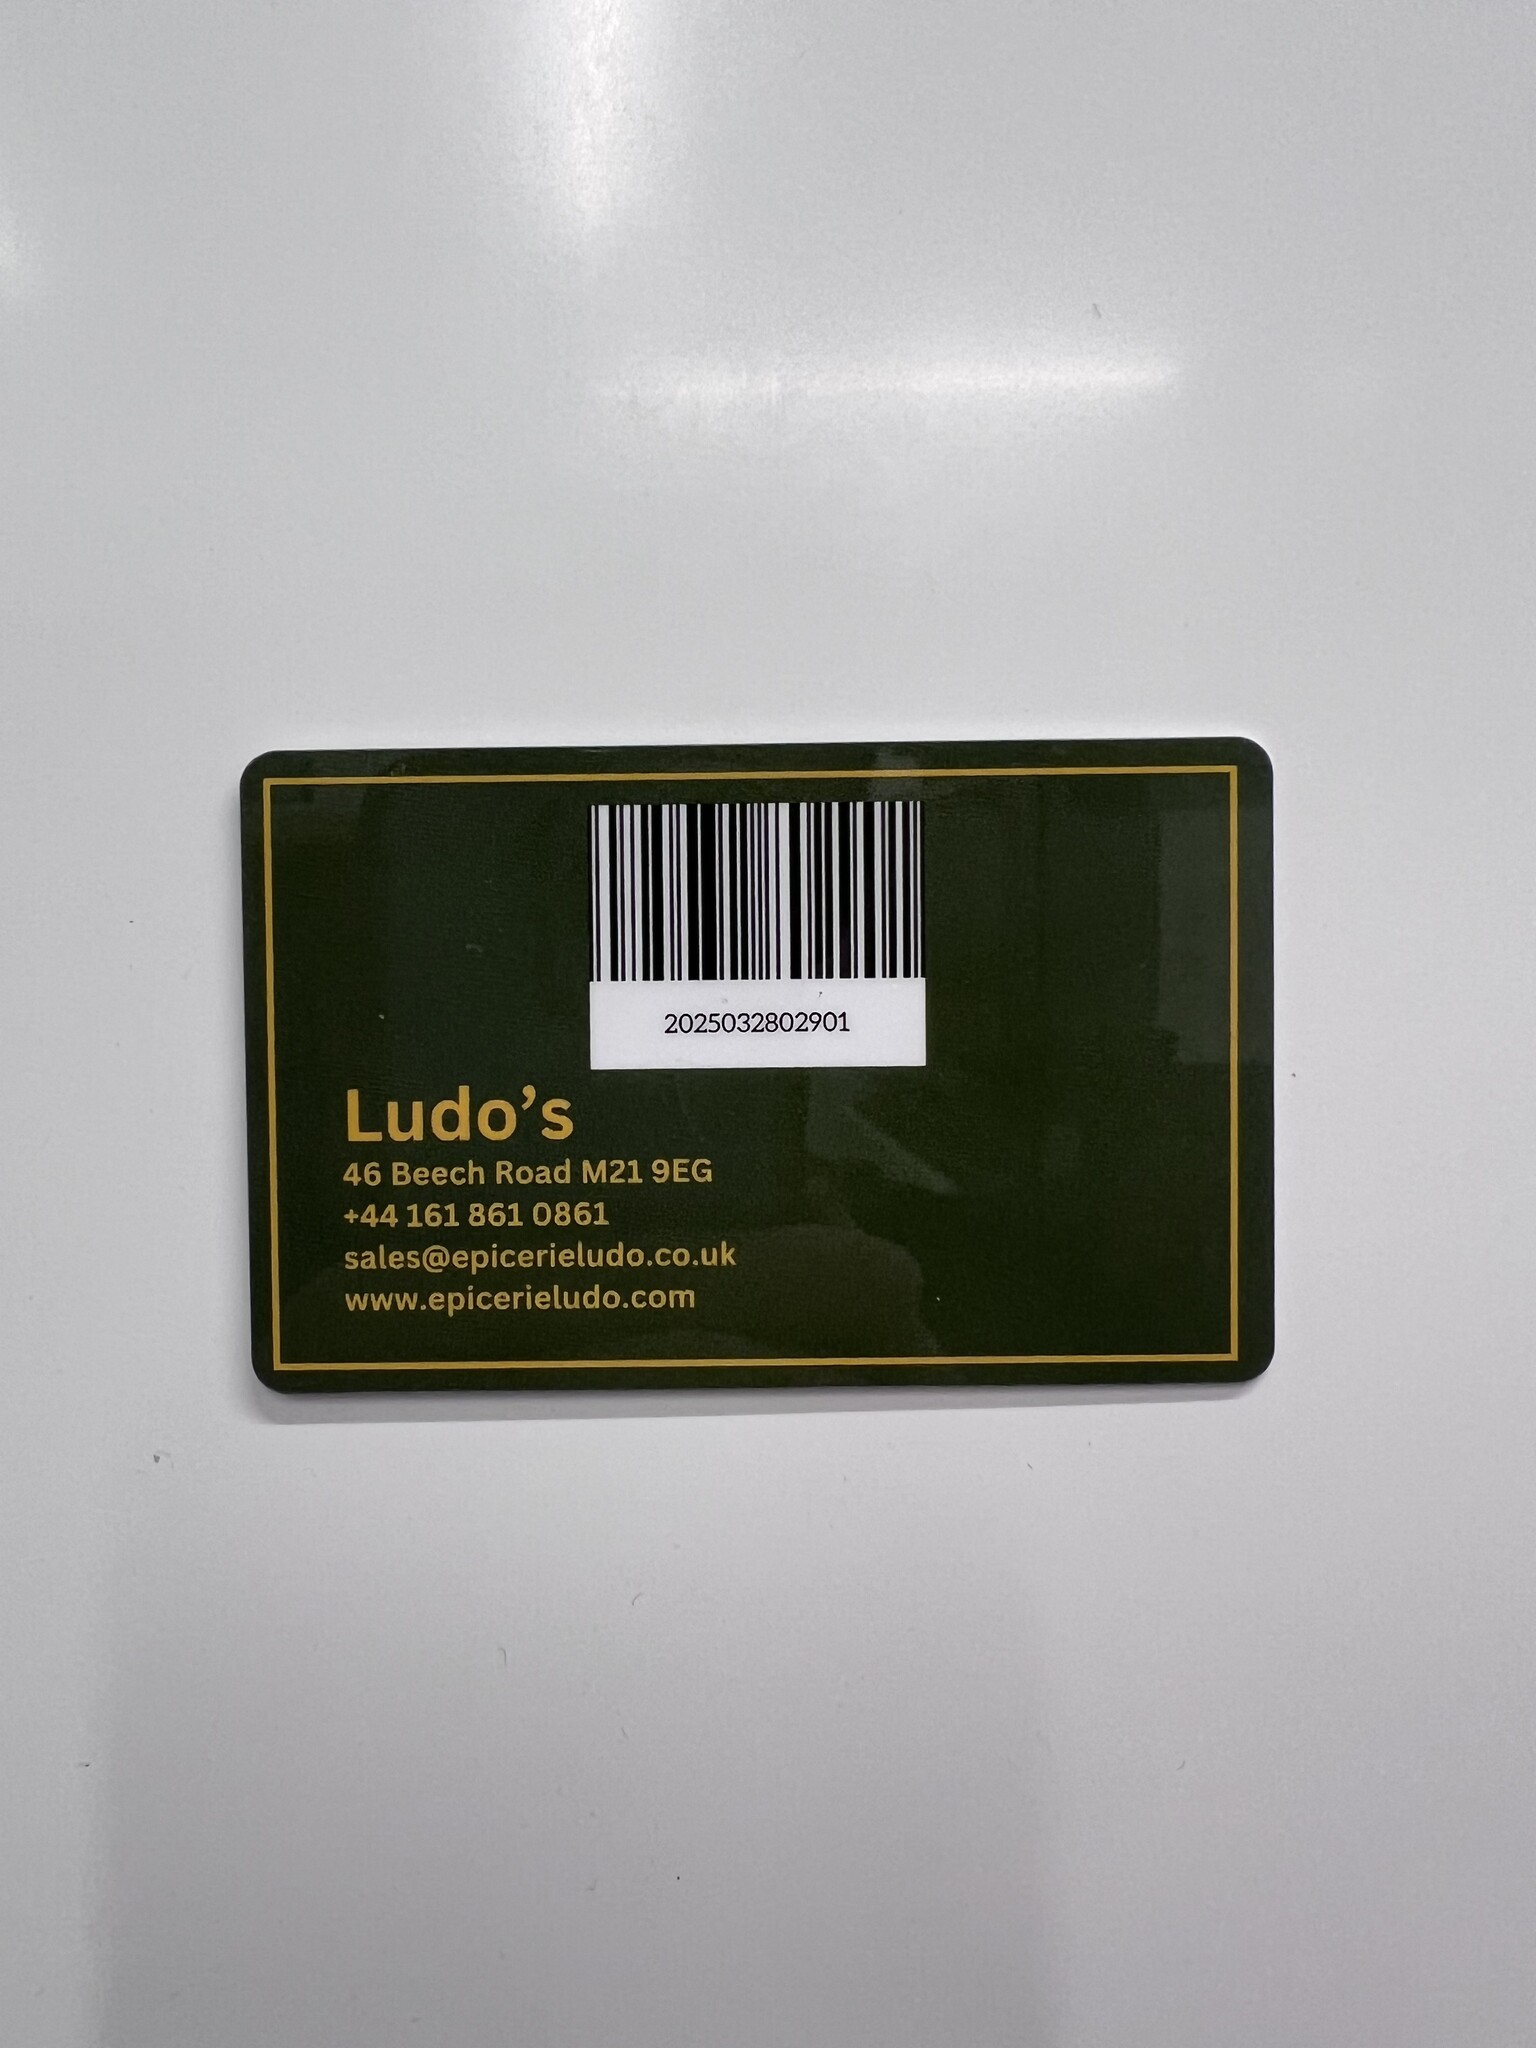 2025032802901
Ludo’s
46 Beech Road M21 9EG
+44 161 861 0861
sales@epicerieludo.co.uk
www.epicerieludo.com